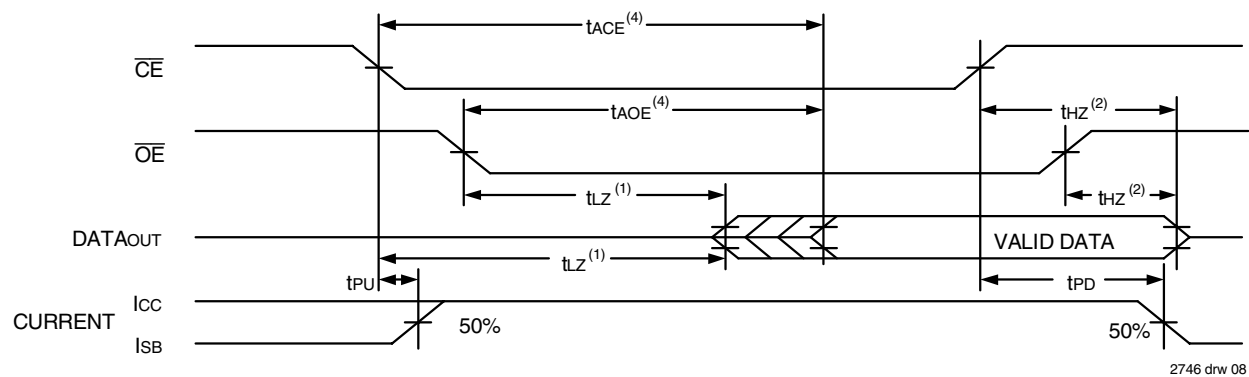 tACE(4)
CE
tAOE(4)
tHZ(2)
OE
tLZ(1)
tHZ(2)
DATAOUT
VALID DATA
tLZ(1)
tPU
tPD
ICC
CURRENT
50%
50%
ISB
2746 drw 08